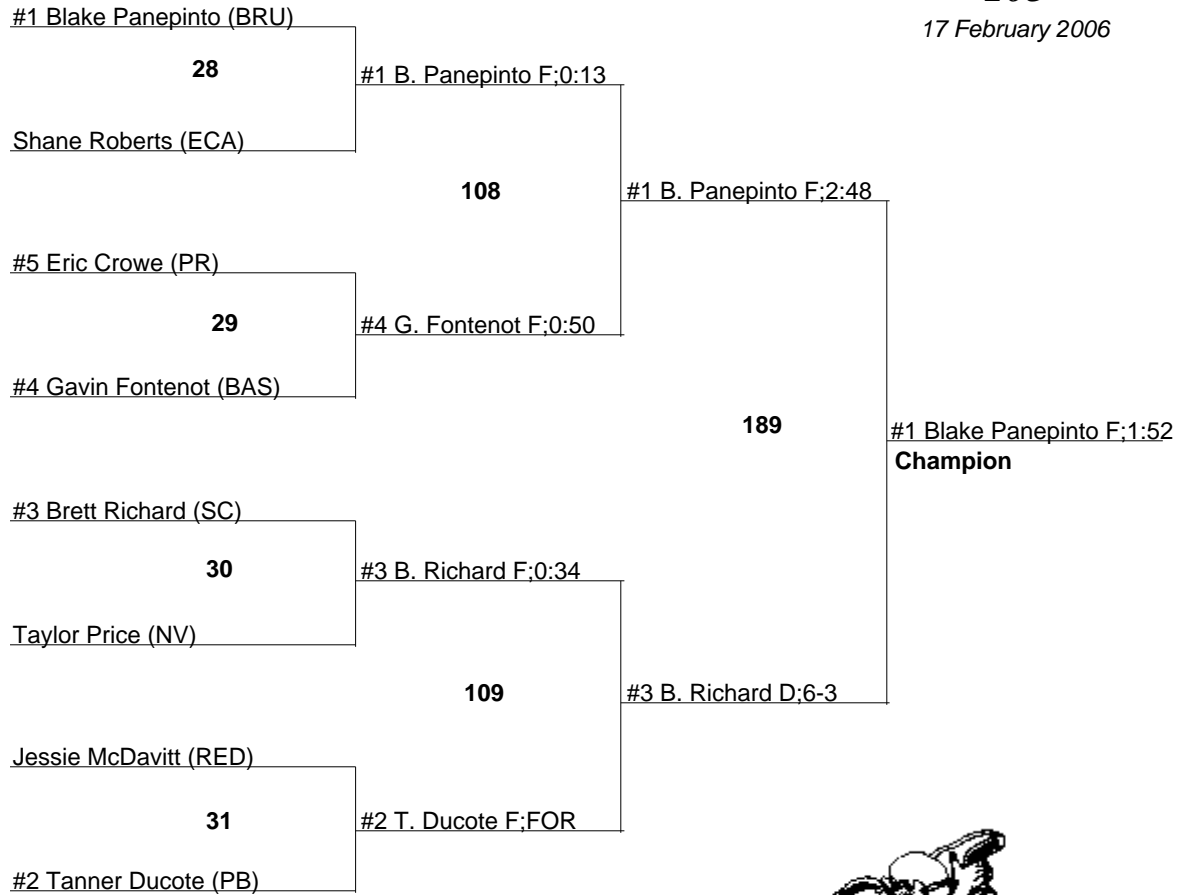 17 February 2006
#1 Blake Panepinto (BRU)
28
#1 B. Panepinto F;0:13
Shane Roberts (ECA)
108
#1 B. Panepinto F;2:48
#5 Eric Crowe (PR)
29
#4 G. Fontenot F;0:50
#4 Gavin Fontenot (BAS)
189
#1 Blake Panepinto F;1:52
Champion
#3 Brett Richard (SC)
30
#3 B. Richard F;0:34
Taylor Price (NV)
109
#3 B. Richard D;6-3
Jessie McDavitt (RED)
31
#2 T. Ducote F;FOR
#2 Tanner Ducote (PB)